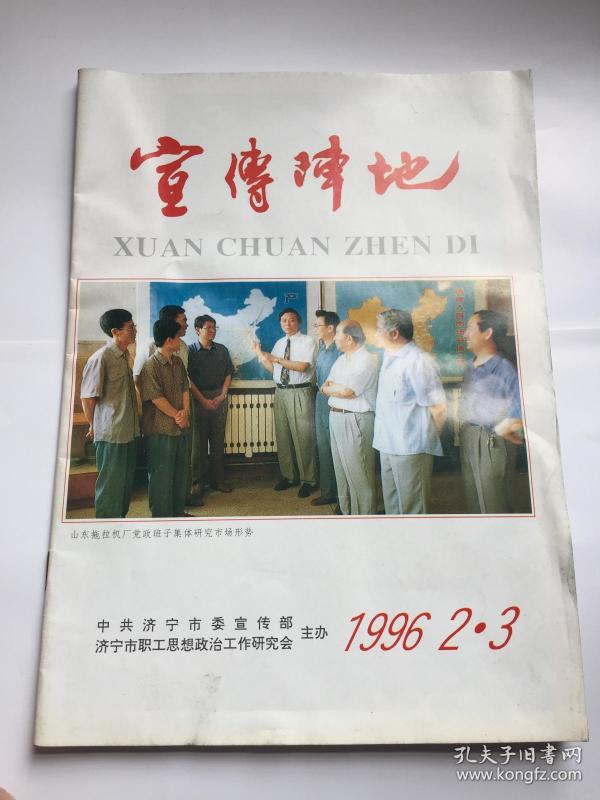 宣傳陣地
XUAN CHUAN ZHEN DI
产
山东拖拉机厂党政班子集体研究市场形势
中共济宁市委宣传部
济宁市职工思想政治工作研究会
主办
1996 2·3
孔夫子旧书网
www.kongfz.com